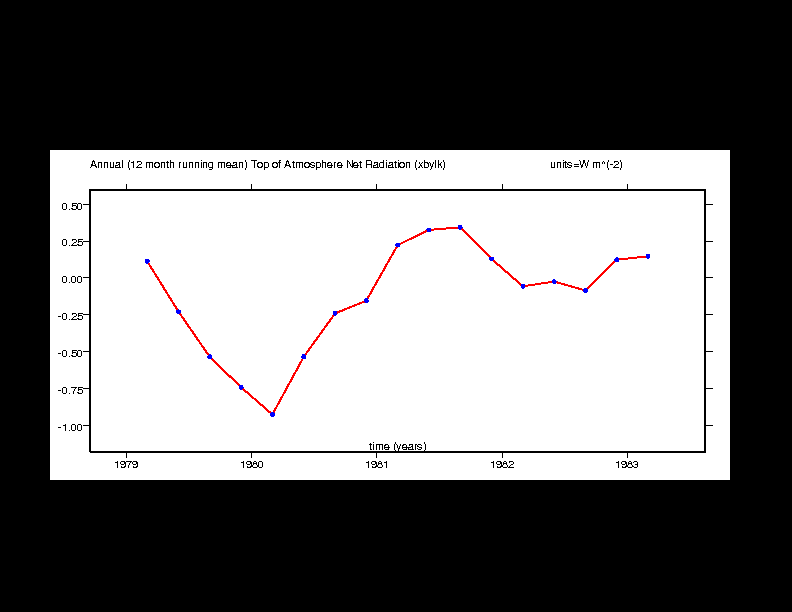 Annual (12 month running mean) Top of Atmosphere Net Radiation (xbylk) units=W m^(-2)
0.50
0.25
0.00
-0.25
-0.50
-0.75
-1.00
time (years)
1979 1980 1981 1982 1983